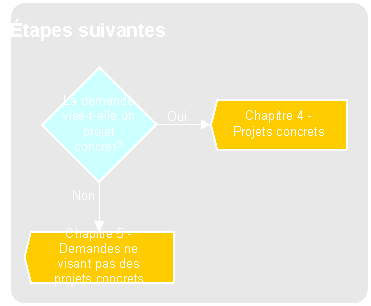 Étapes suivantes
La demande
vise-t-elle un
projet
concret
Oui
Chapitre 4 -
Projets concrets
Non
Chapitre 5 -
Demandes ne
visant pas des
projets concrets